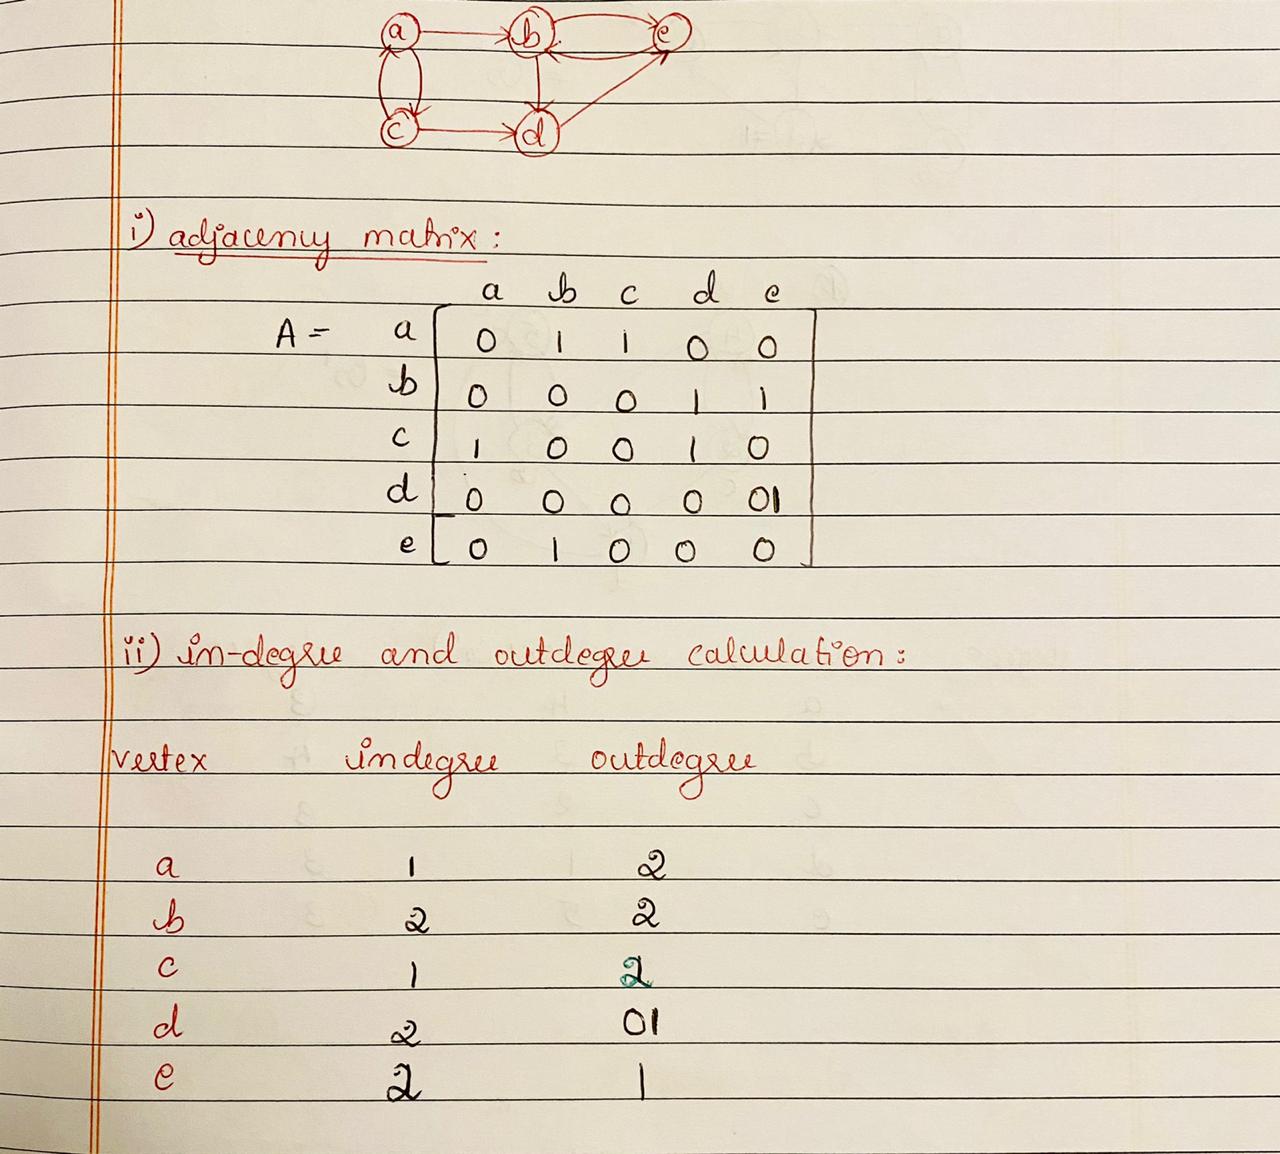 a b e
c d
i) adjacency matrix :
a b c d e
A = a 0 1 1 0 0
b 0 0 0 1 1
c 1 0 0 1 0
d 0 0 0 0 01
e 0 1 0 0 0
ii) in-degree and outdegree calculation :
vertex indegree outdegree
a 1 2
b 2 2
c 1 2
d 2 01
e 2 1